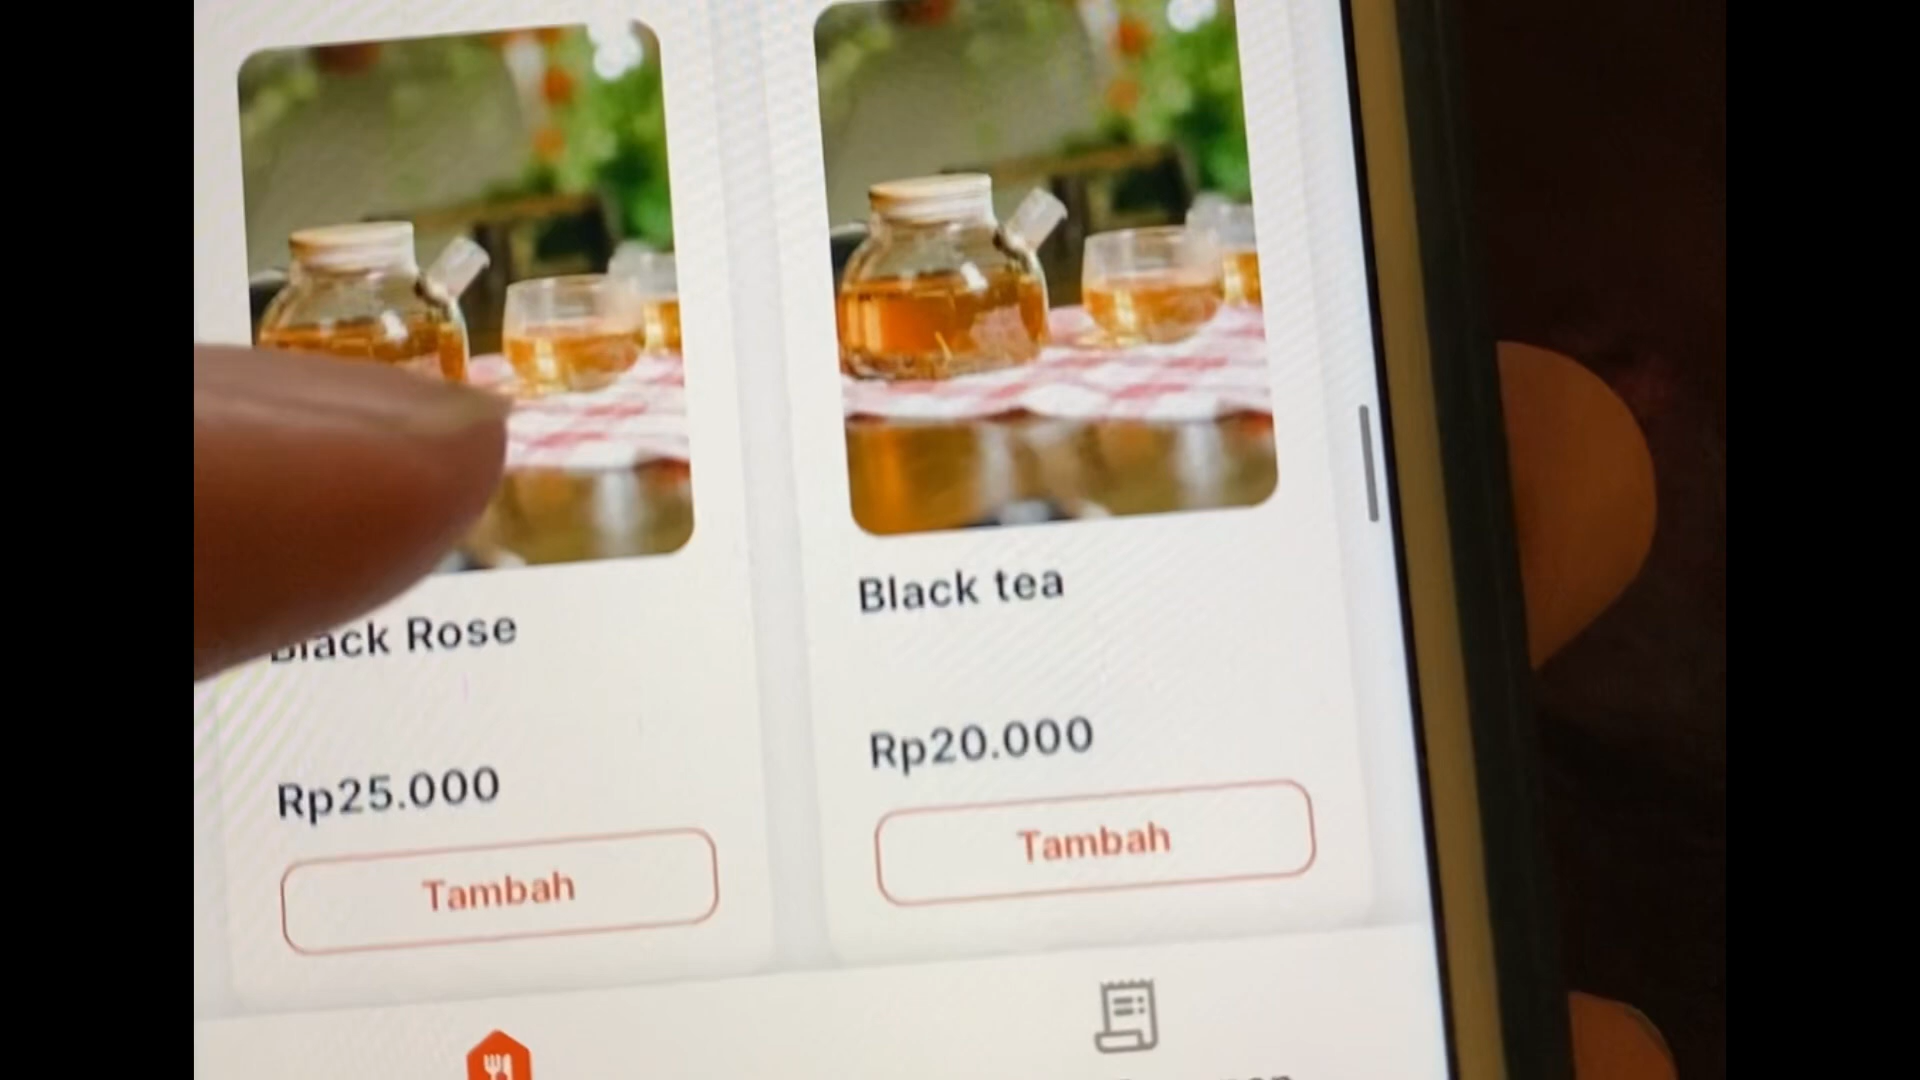 Black Rose
Black tea
Rp25.000
Rp20.000
Tambah
Tambah